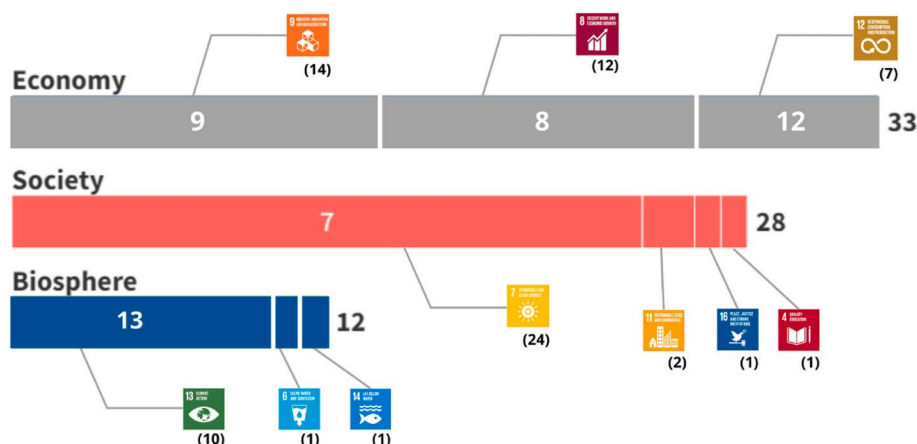 9 INDUSTRY, INNOVATION
AND INFRASTRUCTURE
(14)
8 DECENT WORK AND
ECONOMIC GROWTH
(12)
12 RESPONSIBLE
CONSUMPTION
AND PRODUCTION
(7)
Economy
9 8 12 33
Society
7 28
7 AFFORDABLE AND
CLEAN ENERGY
(24)
11 SUSTAINABLE CITIES
AND COMMUNITIES
(2)
16 PEACE, JUSTICE
AND STRONG
INSTITUTIONS
(1)
4 QUALITY
EDUCATION
(1)
Biosphere
13 12
13 CLIMATE
ACTION
(10)
6 CLEAN WATER
AND SANITATION
(1)
14 LIFE BELOW
WATER
(1)